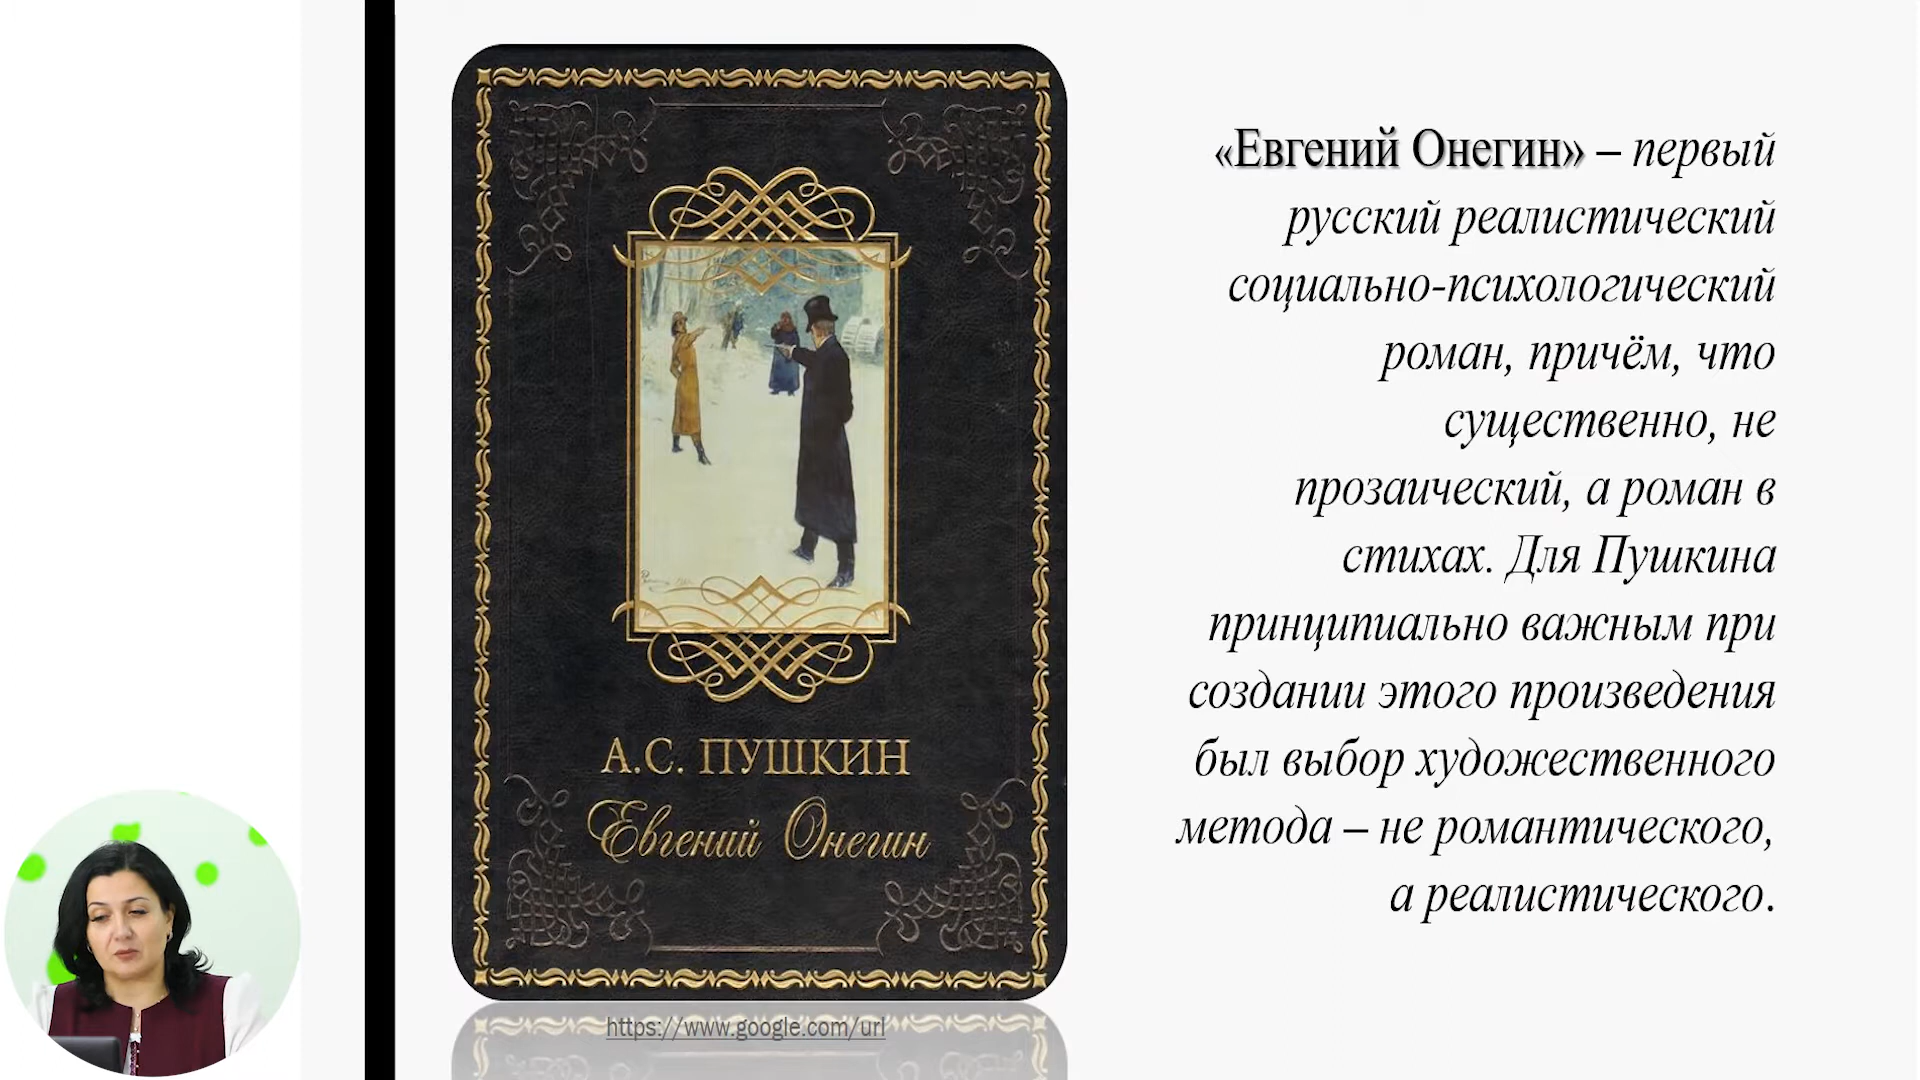 «Евгений Онегин» – первый
русский реалистический
социально-психологический
роман, причём, что
существенно, не
прозаический, а роман в
стихах. Для Пушкина
принципиально важным при
создании этого произведения
был выбор художественного
метода – не романтического,
а реалистического.
А.С. ПУШКИН
Евгений Онегин
https://www.google.com/url